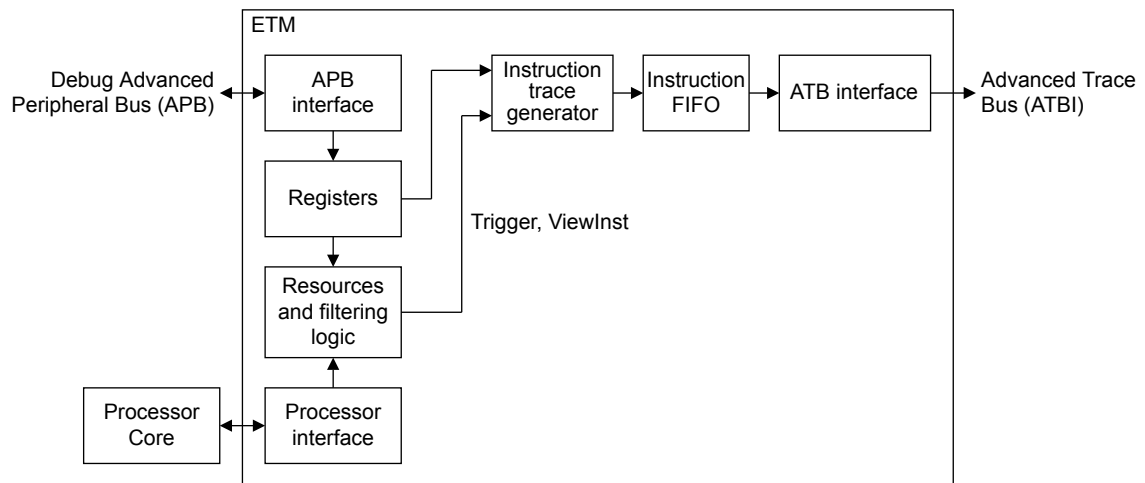 ETM
Debug Advanced
Peripheral Bus (APB)
APB
interface
Instruction
trace
generator
Instruction
FIFO
ATB interface
Advanced Trace
Bus (ATBI)
Registers
Trigger, ViewInst
Resources
and filtering
logic
Processor
Core
Processor
interface